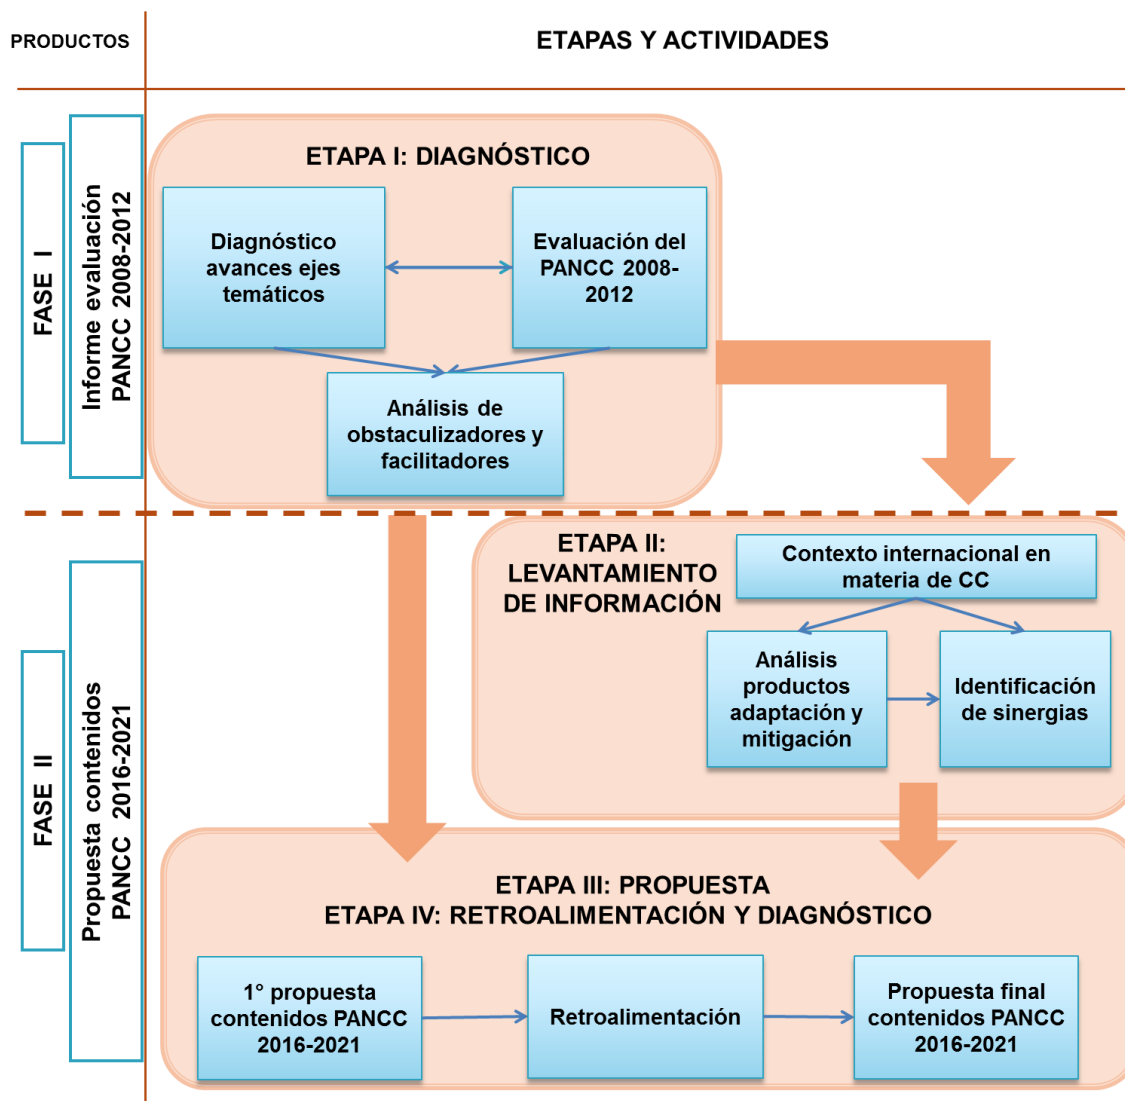 PRODUCTOS
ETAPAS Y ACTIVIDADES
FASE I
Informe evaluación
PANCC 2008-2012
ETAPA I: DIAGNÓSTICO
Diagnóstico
avances ejes
temáticos
Evaluación del
PANCC 2008-
2012
Análisis de
obstaculizadores y
facilitadores
FASE II
Propuesta contenidos
PANCC 2016-2021
ETAPA II:
LEVANTAMIENTO
DE INFORMACIÓN
Contexto internacional en
materia de CC
Análisis
productos
adaptación y
mitigación
Identificación
de sinergias
ETAPA III: PROPUESTA
ETAPA IV: RETROALIMENTACIÓN Y DIAGNÓSTICO
1° propuesta
contenidos PANCC
2016-2021
Retroalimentación
Propuesta final
contenidos PANCC
2016-2021